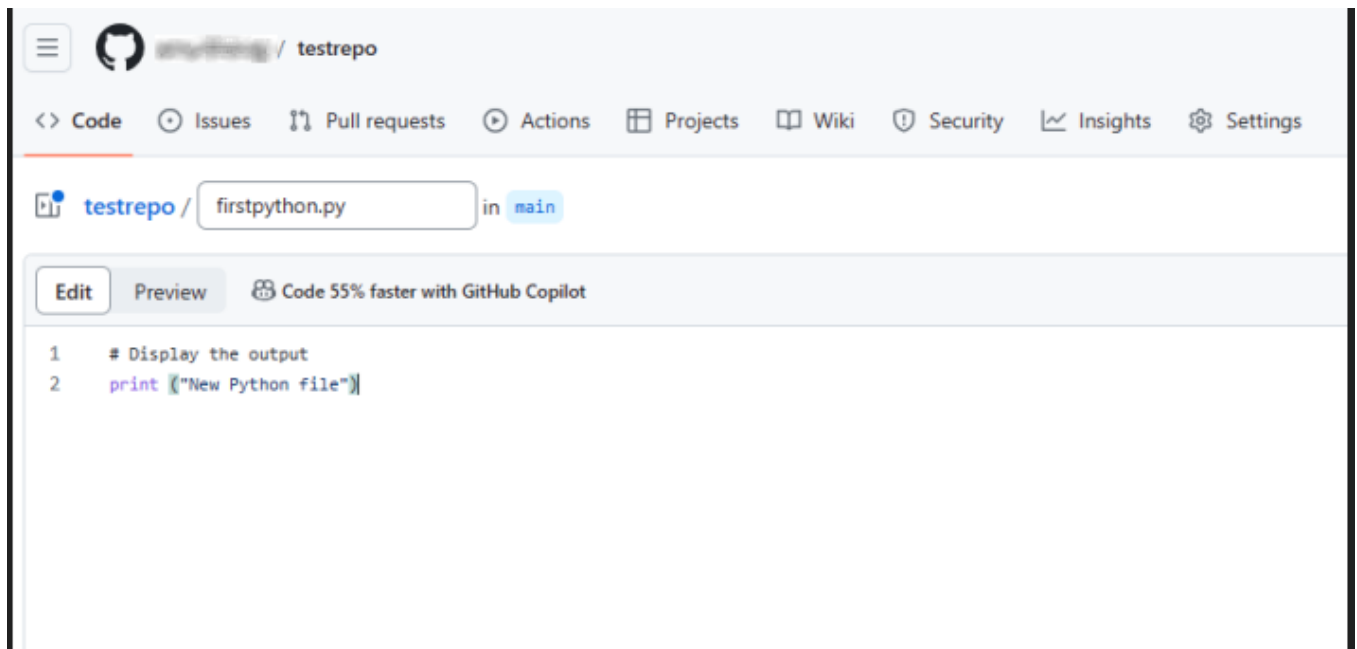 / testrepo
<> Code Issues Pull requests Actions Projects Wiki Security Insights Settings
testrepo / firstpython.py in main
Edit Preview Code 55% faster with GitHub Copilot
1 # Display the output
2 print ("New Python file")